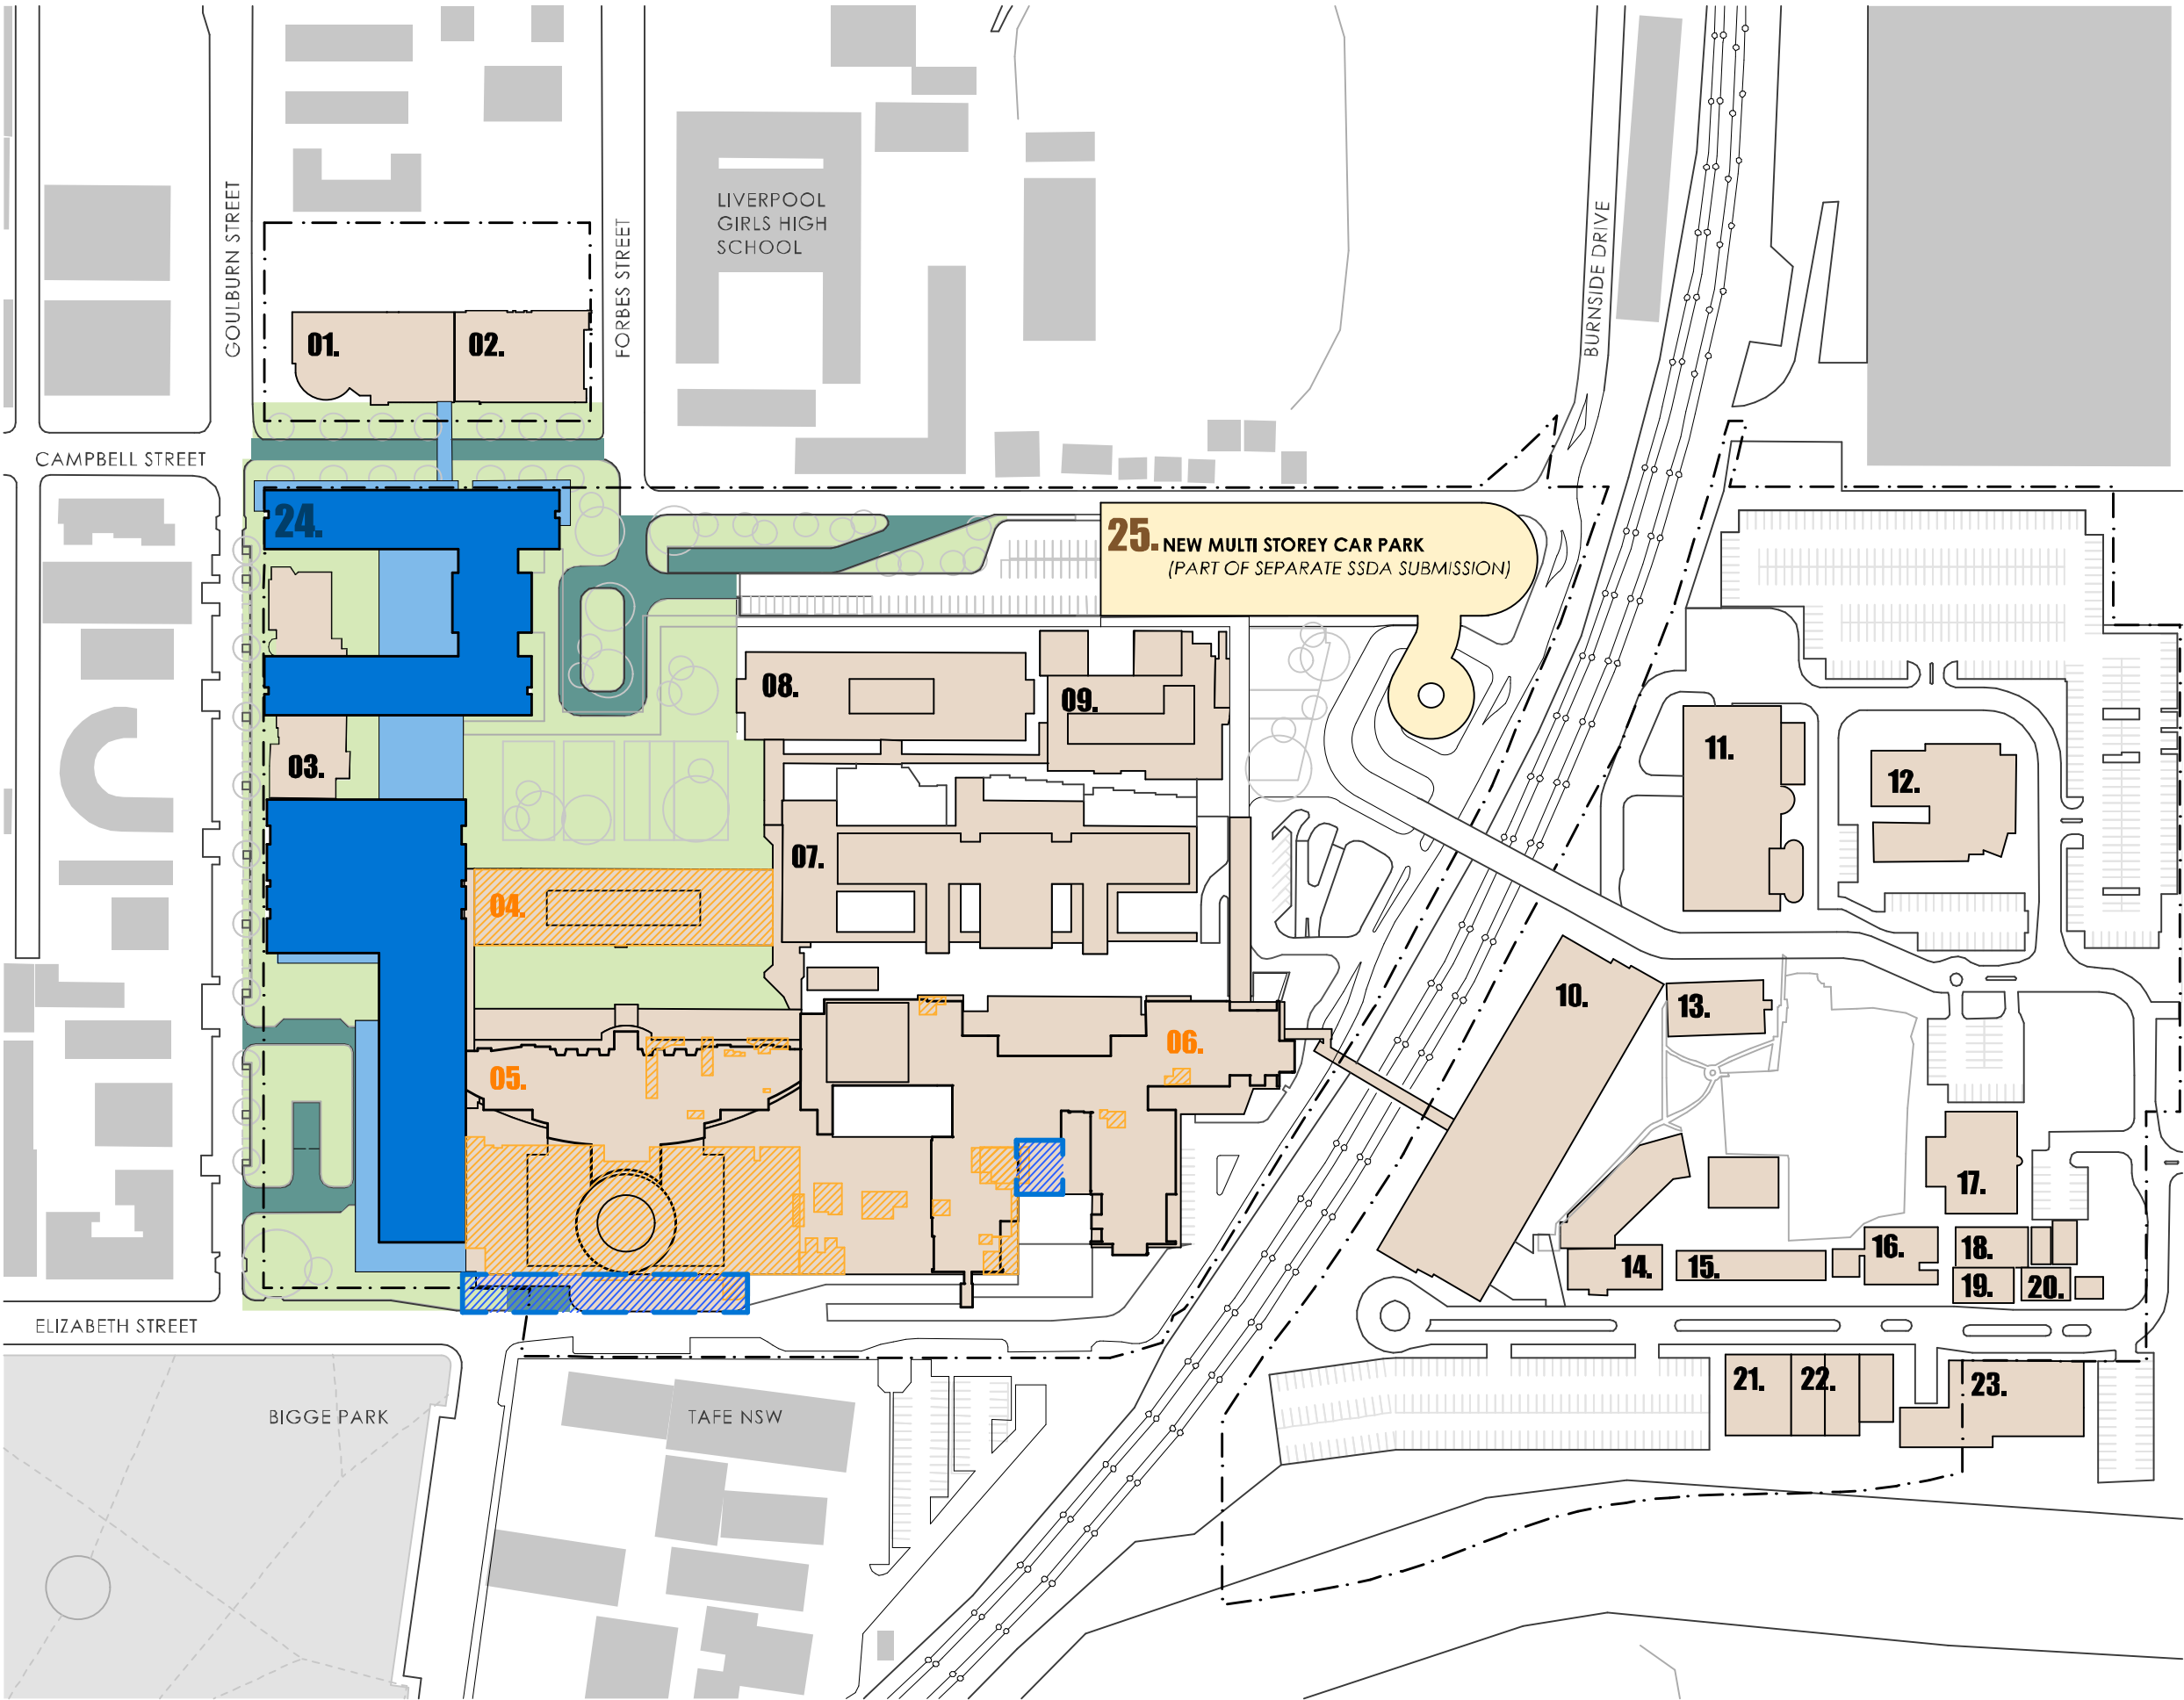 LIVERPOOL
GIRLS HIGH
SCHOOL
GOULBURN STREET
FORBES STREET
BURNSIDE DRIVE
01.
02.
CAMPBELL STREET
24.
25. NEW MULTI STOREY CAR PARK
(PART OF SEPARATE SSDA SUBMISSION)
08.
09.
03.
11.
12.
07.
04.
10.
13.
06.
05.
17.
16.
18.
14.
15.
19.
20.
ELIZABETH STREET
21.
22.
23.
BIGGE PARK
TAFE NSW